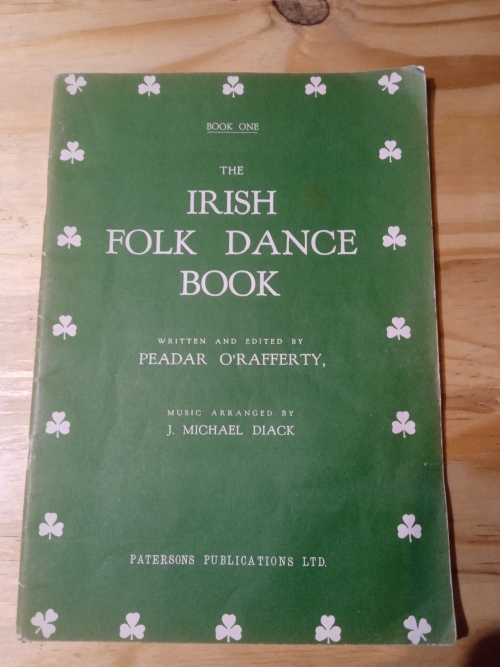 BOOK ONE
THE
IRISH
FOLK DANCE
BOOK
WRITTEN AND EDITED BY
PEADAR O'RAFFERTY,
MUSIC ARRANGED BY
J. MICHAEL DIACK
PATERSONS PUBLICATIONS LTD.